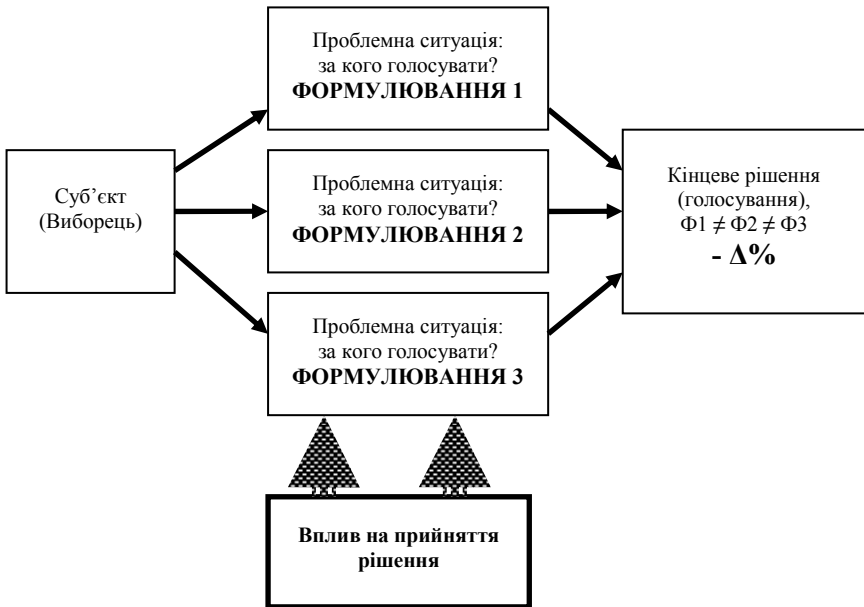 Проблемна ситуація:
за кого голосувати?
ФОРМУЛЮВАННЯ 1
Суб’єкт
(Виборець)
Проблемна ситуація:
за кого голосувати?
ФОРМУЛЮВАННЯ 2
Кінцеве рішення
(голосування),
Ф1 ≠ Ф2 ≠ Ф3
- Δ%
Проблемна ситуація:
за кого голосувати?
ФОРМУЛЮВАННЯ 3
Вплив на прийняття
рішення